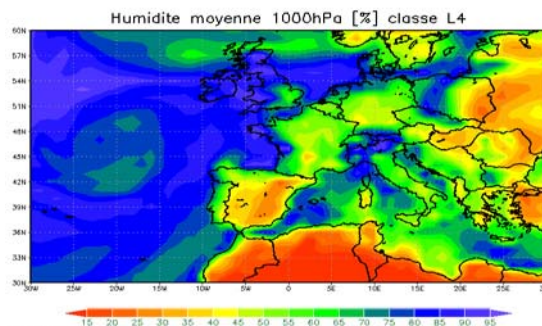 Humidite moyenne 1000hPa [%] classe L4
60N
57N
54N
51N
48N
45N
42N
39N
36N
33N
30N
30W 25W 20W 15W 10W 5W 0 5E 10E 15E 20E 25E
15 20 25 30 35 40 45 50 55 60 65 70 75 80 85 90 95